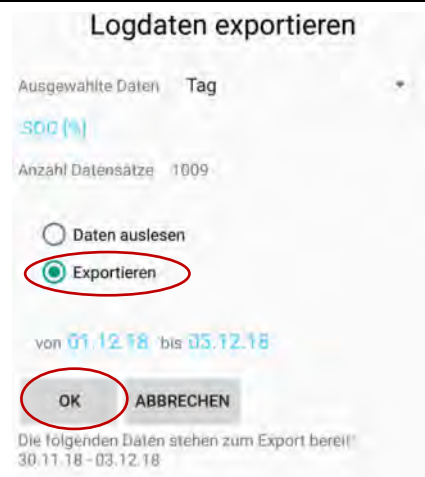 Logdaten exportieren
Ausgewählte Daten Tag
SOC [%]
Anzahl Datensätze 1009
Daten auslesen
Exportieren
von 01.12.18 bis 05.12.18
OK ABBRECHEN
Die folgenden Daten stehen zum Export bereit:
30.11.18 - 03.12.18